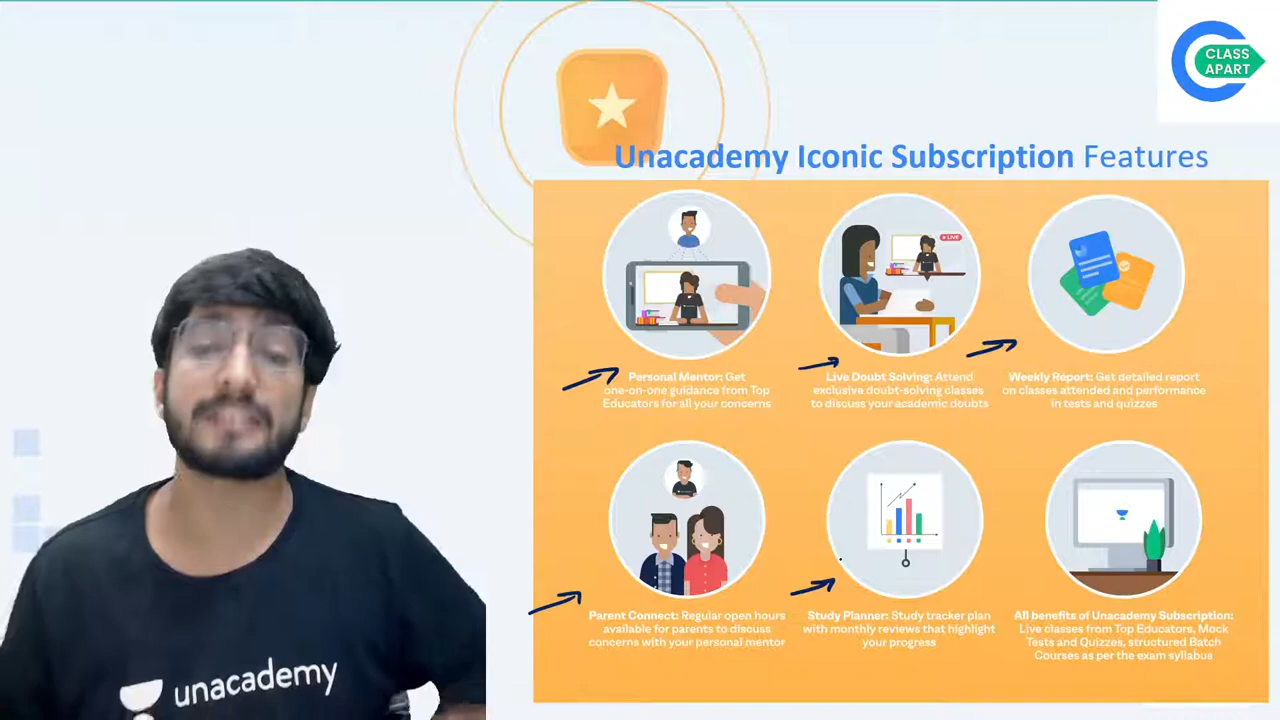 CLASS
APART
Unacademy Iconic Subscription Features
LIVE
Personal Mentor: Get
one-on-one guidance from Top
Educators for all your concerns
Live Doubt Solving: Attend
exclusive doubt-solving classes
to discuss your academic doubts
Weekly Report: Get detailed report
on classes attended and performance
in tests and quizzes
Parent Connect: Regular open hours
available for parents to discuss
concerns with your personal mentor
Study Planner: Study tracker plan
with monthly reviews that highlight
your progress
All benefits of Unacademy Subscription:
Live classes from Top Educators, Mock
Tests and Quizzes, structured Batch
Courses as per the exam syllabus
unacademy